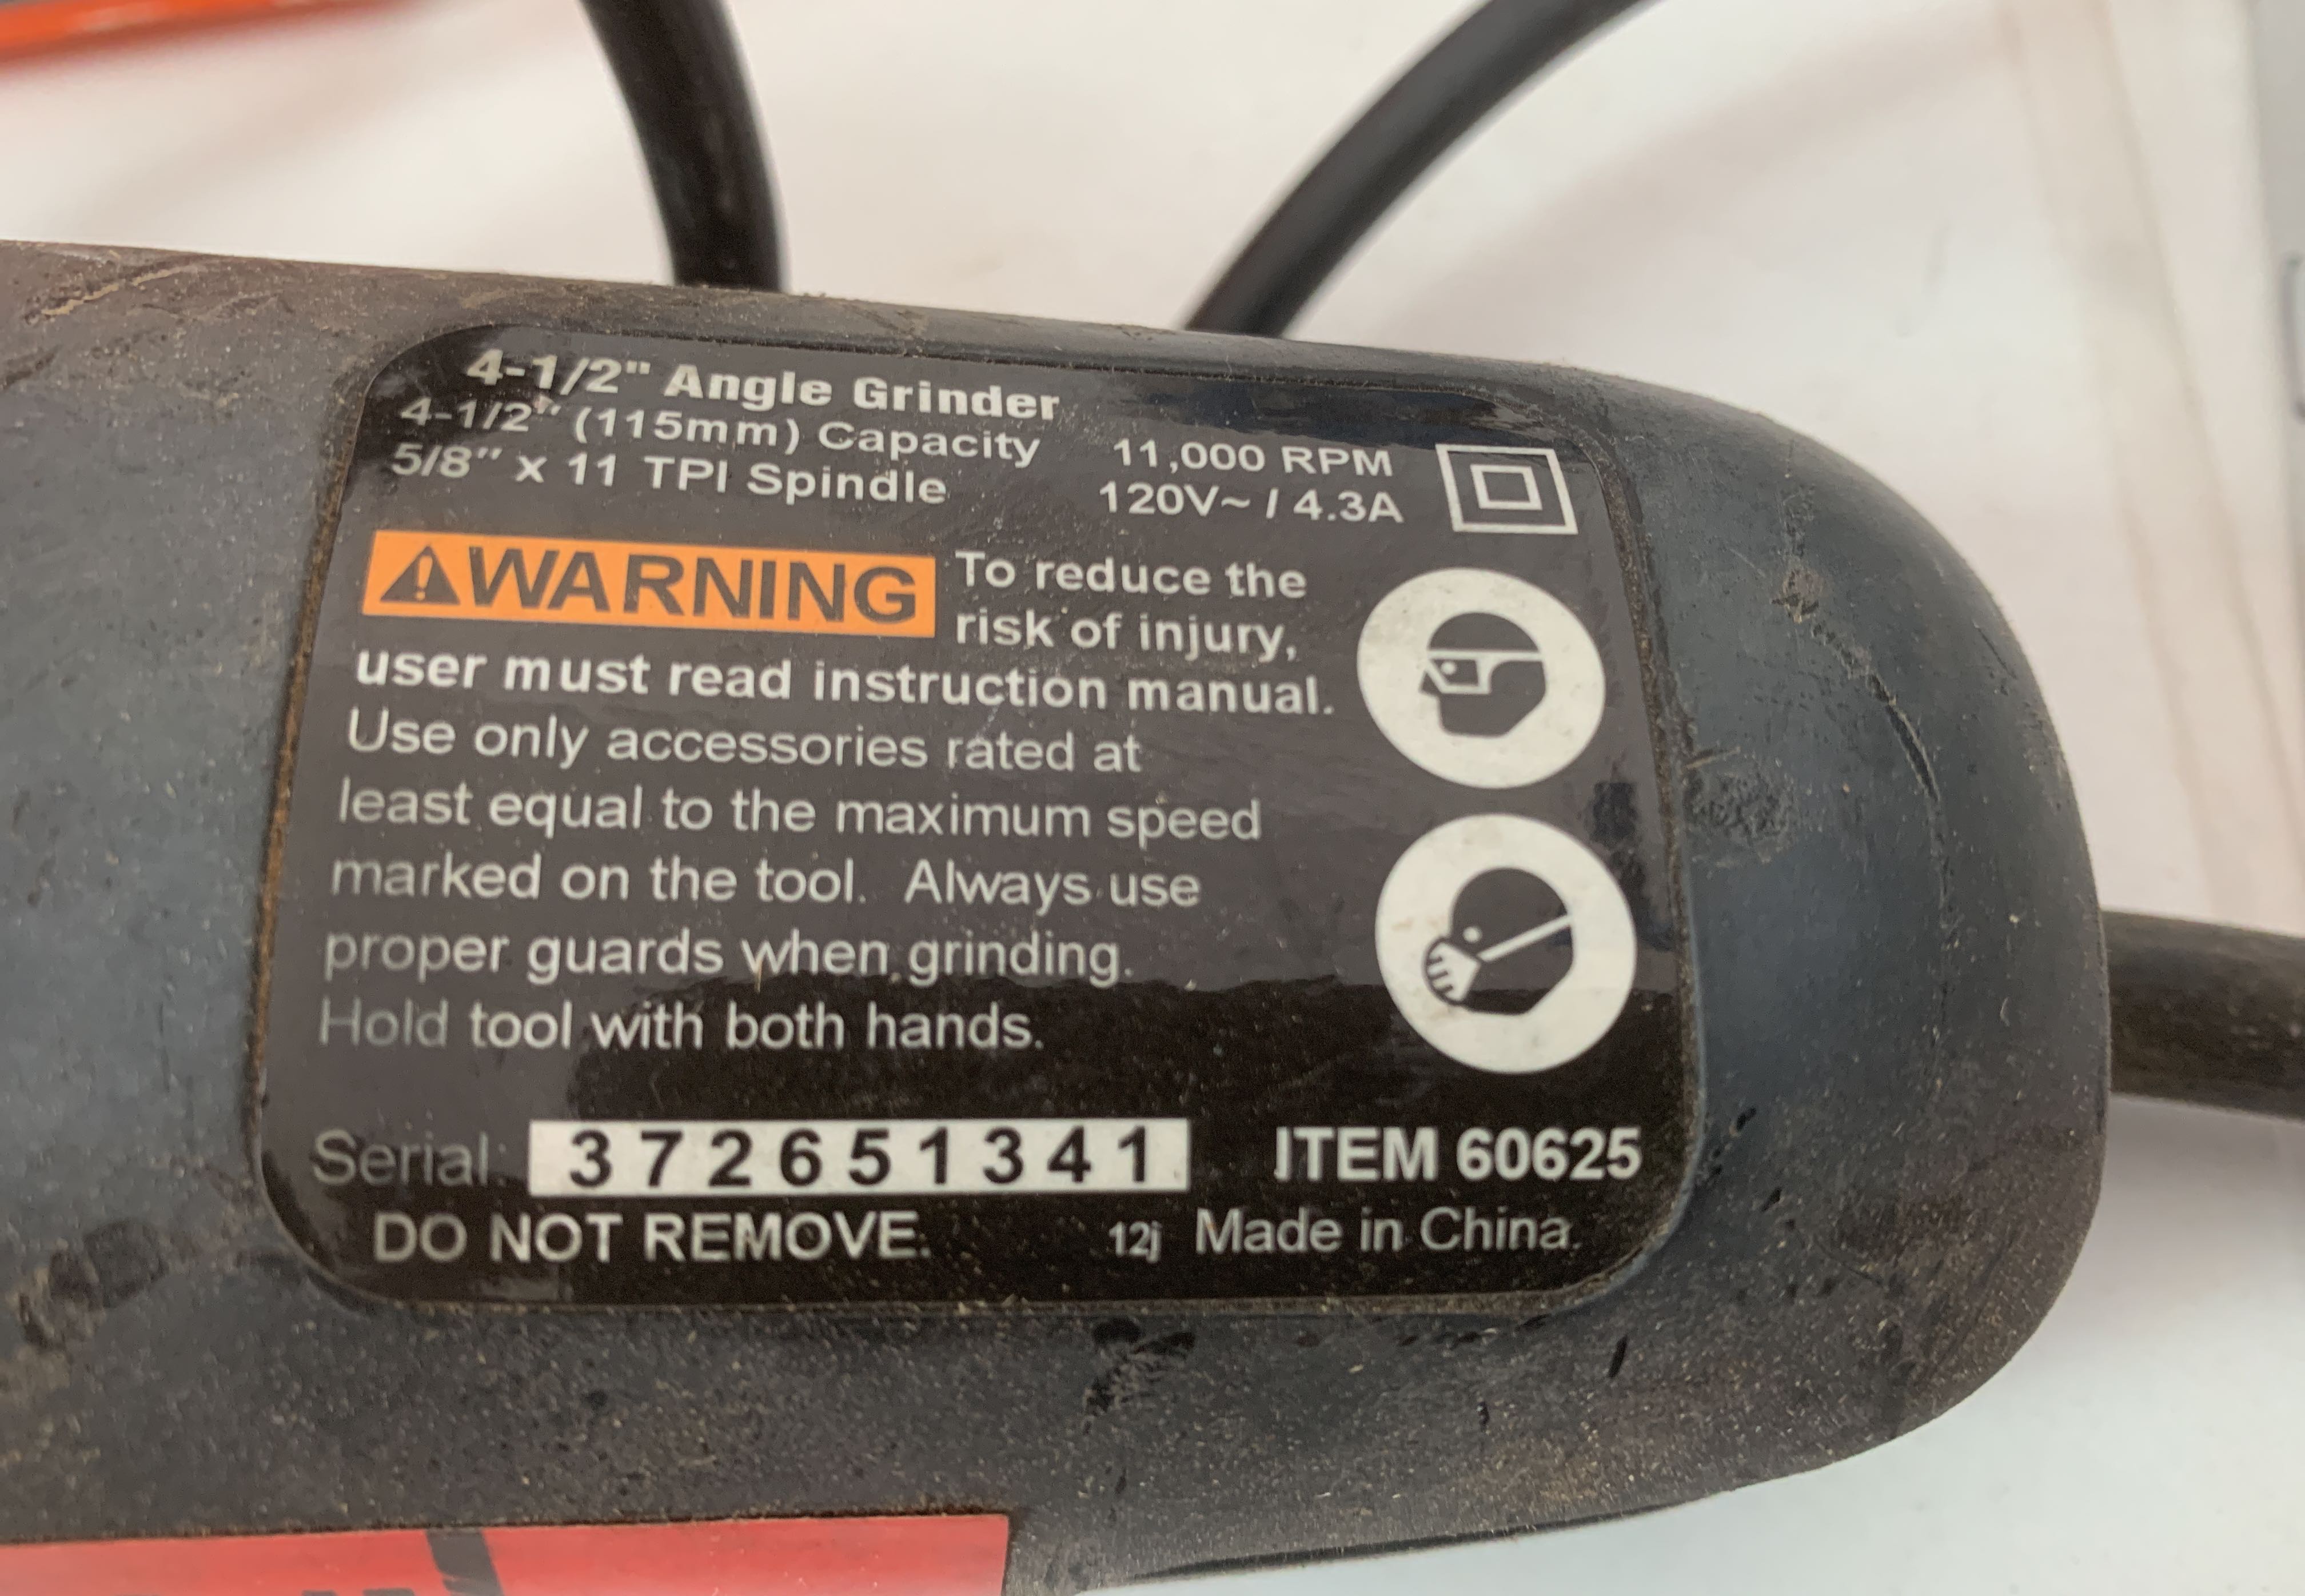 4-1/2" Angle Grinder
4-1/2" (115mm) Capacity 11,000 RPM
5/8" x 11 TPI Spindle 120V~ / 4.3A
WARNING To reduce the
risk of injury,
user must read instruction manual.
Use only accessories rated at
least equal to the maximum speed
marked on the tool. Always use
proper guards when grinding.
Hold tool with both hands.
Serial: 372651341 ITEM 60625
DO NOT REMOVE. 12j Made in China.